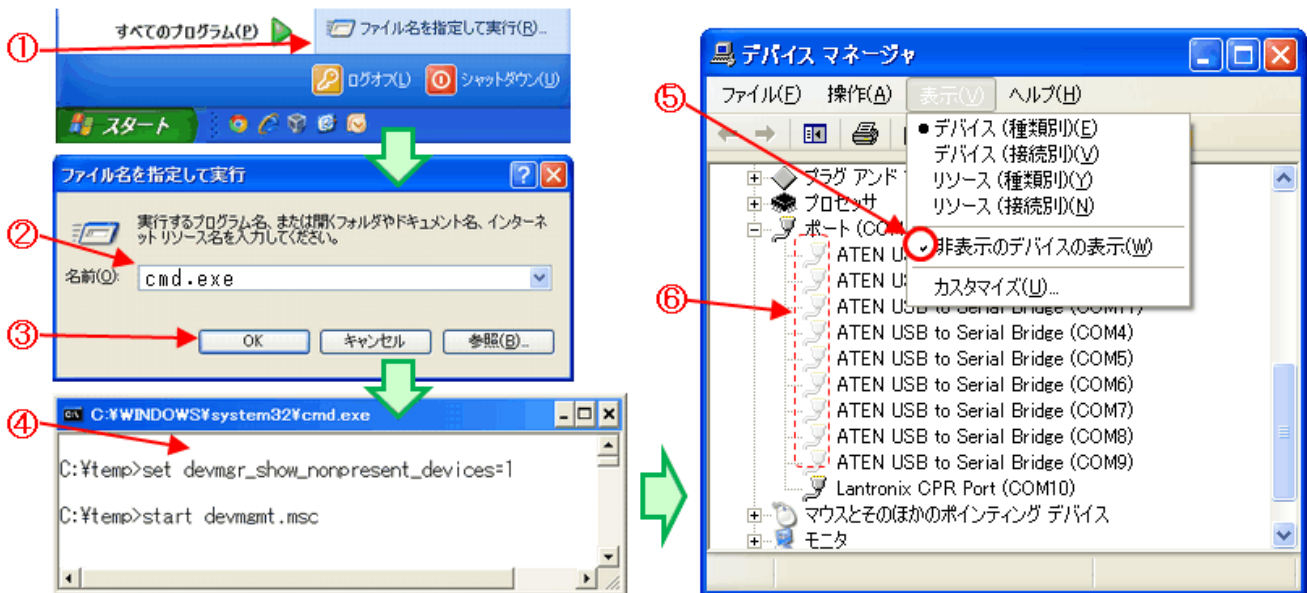 ①
すべてのプログラム(P)
ファイル名を指定して実行(R)...
ログオフ(L)
シャットダウン(U)
スタート
ファイル名を指定して実行
②
実行するプログラム名、または開くフォルダやドキュメント名、インターネ
ット リソース名を入力してください。
名前(O):
cmd.exe
③
OK
キャンセル
参照(B)...
④
C:¥WINDOWS¥system32¥cmd.exe
C:¥temp>set devmgr_show_nonpresent_devices=1
C:¥temp>start devmgmt.msc
デバイス マネージャ
⑤
ファイル(F) 操作(A) 表示(V) ヘルプ(H)
デバイス (種類別)(E)
デバイス (接続別)(V)
リソース (種類別)(Y)
リソース (接続別)(N)
非表示のデバイスの表示(W)
カスタマイズ(U)...
プラグ アンド
プロセッサ
ポート (COM
⑥
ATEN U
ATEN U
ATEN USB to Serial Bridge (COM11)
ATEN USB to Serial Bridge (COM4)
ATEN USB to Serial Bridge (COM5)
ATEN USB to Serial Bridge (COM6)
ATEN USB to Serial Bridge (COM7)
ATEN USB to Serial Bridge (COM8)
ATEN USB to Serial Bridge (COM9)
Lantronix CPR Port (COM10)
マウスとそのほかのポインティング デバイス
モニタ